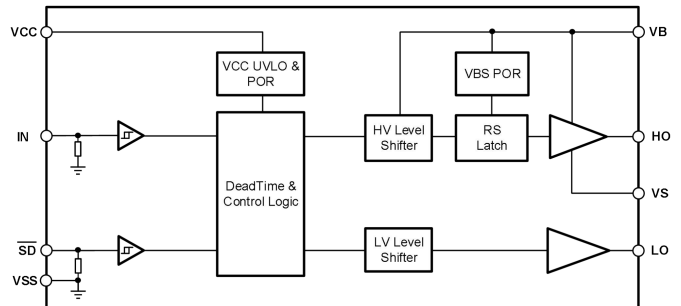 VCC
VB
VCC UVLO &
POR
VBS POR
IN
HV Level
Shifter
RS
Latch
HO
DeadTime &
Control Logic
VS
SD
LV Level
Shifter
LO
VSS